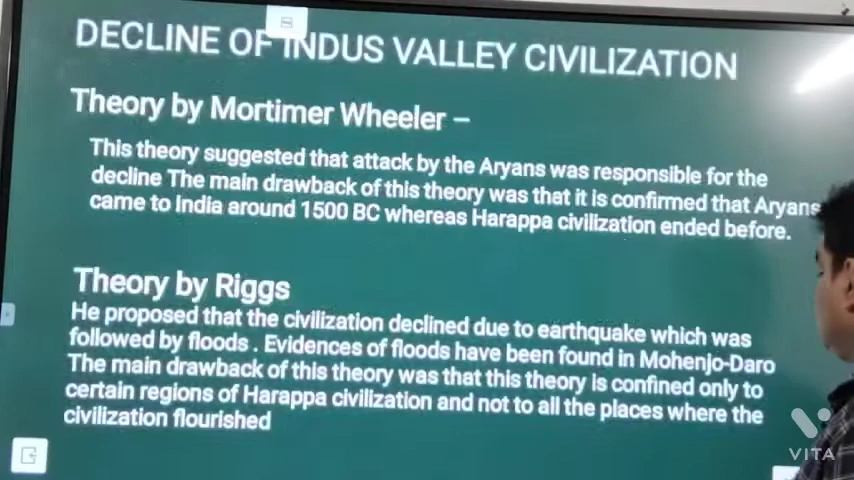 DECLINE OF INDUS VALLEY CIVILIZATION
Theory by Mortimer Wheeler –
This theory suggested that attack by the Aryans was responsible for the
decline The main drawback of this theory was that it is confirmed that Aryans
came to India around 1500 BC whereas Harappa civilization ended before.
Theory by Riggs
He proposed that the civilization declined due to earthquake which was
followed by floods . Evidences of floods have been found in Mohenjo-Daro
The main drawback of this theory was that this theory is confined only to
certain regions of Harappa civilization and not to all the places where the
civilization flourished
VITA